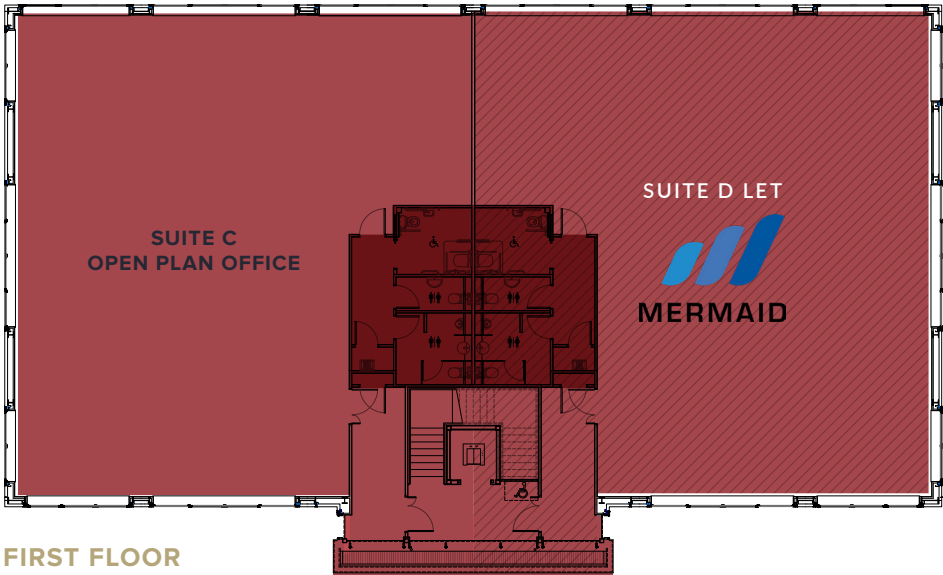 SUITE C
OPEN PLAN OFFICE
SUITE D LET
MERMAID
FIRST FLOOR